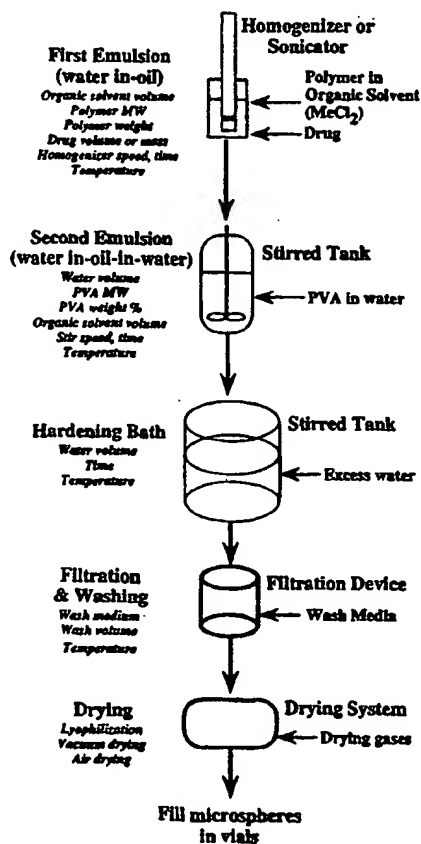 Homogenizer or
Sonicator
First Emulsion
(water in-oil)
Organic solvent volume
Polymer MW
Polymer weight
Drug volume or mass
Homogenizer speed, time
Temperature
Polymer in
Organic Solvent
(MeCl2)
Drug
Second Emulsion
(water in-oil-in-water)
Water volume
PVA MW
PVA weight %
Organic solvent volume
Stir speed, time
Temperature
Stirred Tank
PVA in water
Hardening Bath
Water volume
Time
Temperature
Stirred Tank
Excess water
Filtration
& Washing
Wash medium
Wash volume
Temperature
Filtration Device
Wash Media
Drying
Lyophilization
Vacuum drying
Air drying
Drying System
Drying gases
Fill microspheres
in vials